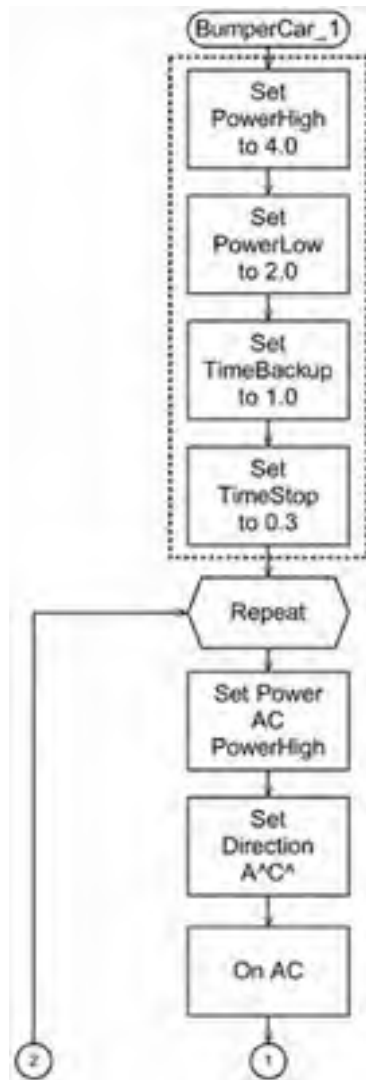 BumperCar_1
Set
PowerHigh
to 4.0
Set
PowerLow
to 2.0
Set
TimeBackup
to 1.0
Set
TimeStop
to 0.3
Repeat
Set Power
AC
PowerHigh
Set
Direction
A^C^
On AC
2
1